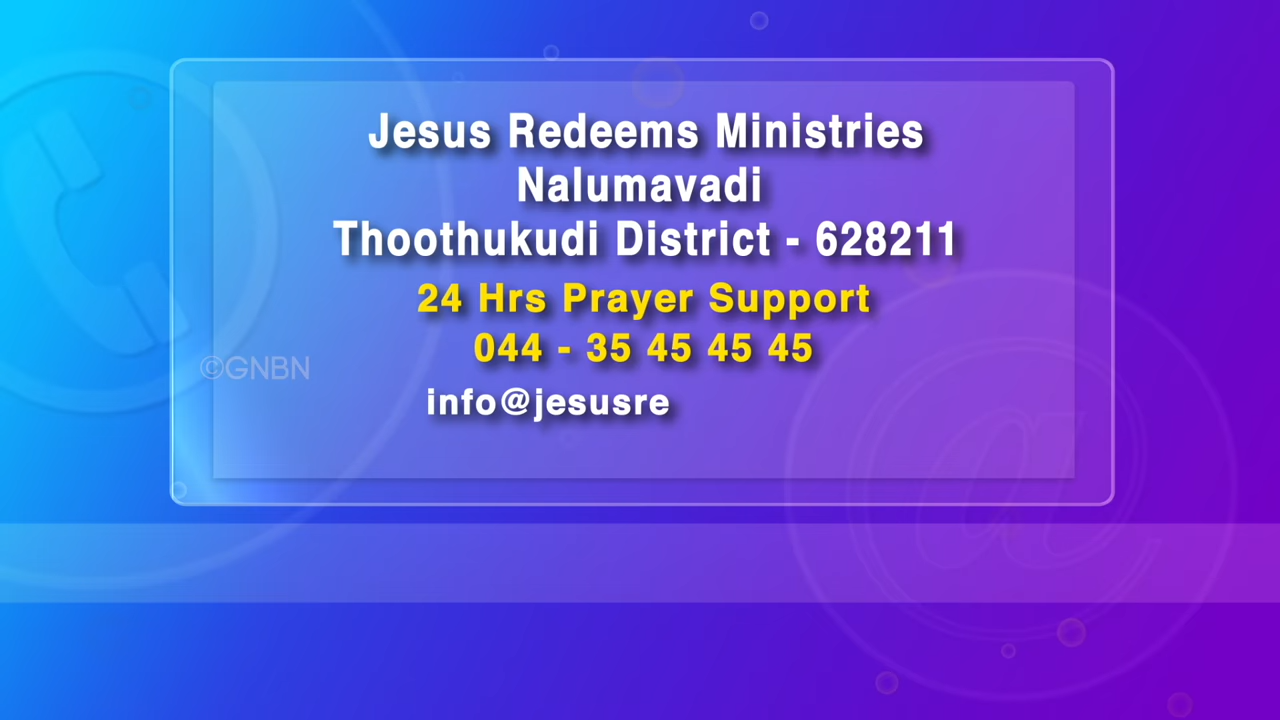 Jesus Redeems Ministries
Nalumavadi
Thoothukudi District - 628211
24 Hrs Prayer Support
044 - 35 45 45 45
©GNBN
info@jesusre